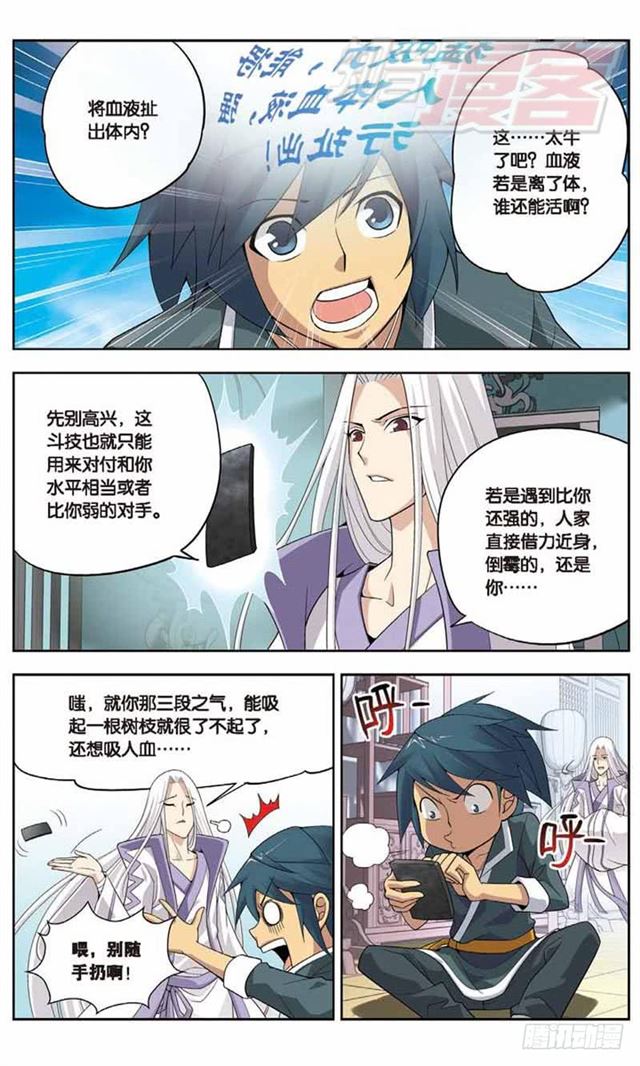 将血液扯
出体内？
这……太牛
了吧？血液
若是离了体，
谁还能活啊？
先别高兴，这
斗技也就只能
用来对付和你
水平相当或者
比你弱的对手。
若是遇到比你
还强的，人家
直接借力近身，
倒霉的，还是
你……
嗤，就你那三段之气，能吸
起一根树枝就很了不起了，
还想吸人血……
喂，别随
手扔啊！
呼-
呼-
腾讯动漫